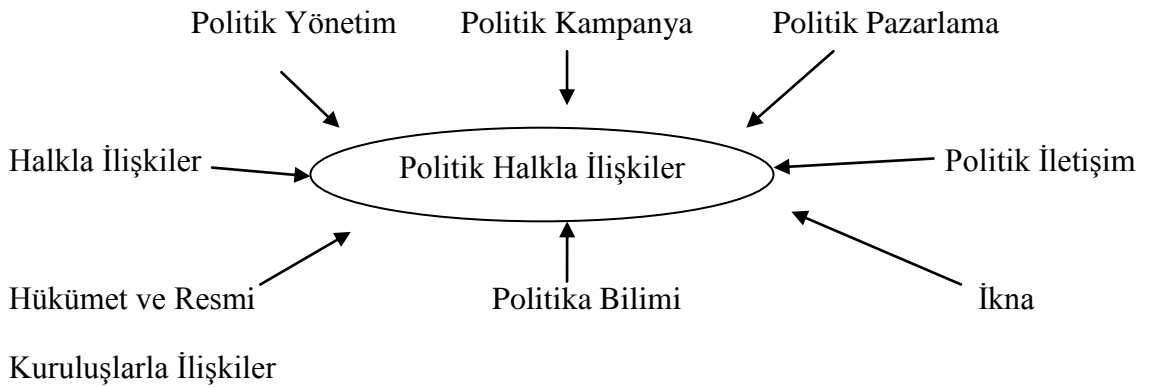 Politik Yönetim Politik Kampanya Politik Pazarlama
Halkla İlişkiler Politik Halkla İlişkiler Politik İletişim
Hükümet ve Resmi Politika Bilimi İkna
Kuruluşlarla İlişkiler